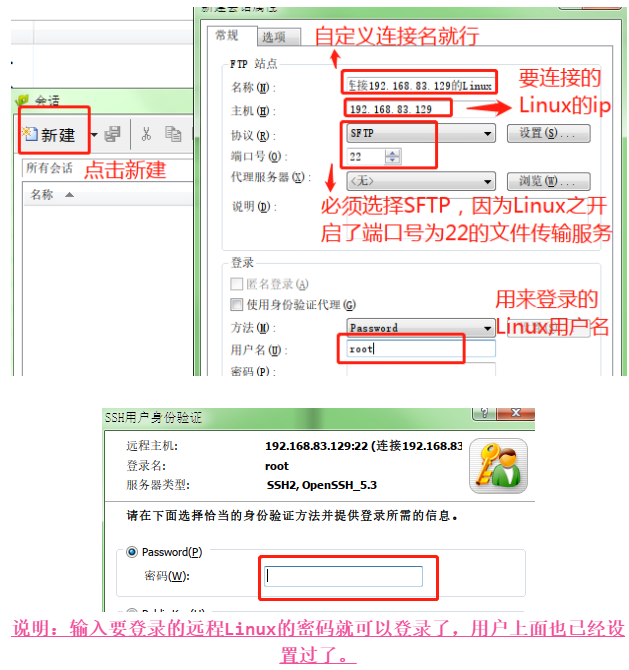 新建会话属性
常规
选项
自定义连接名就行
FTP 站点
名称(N):
连接192.168.83.129的Linux
要连接的
Linux的ip
主机(H):
192.168.83.129
协议(R):
SFTP
设置(S)...
端口号(O):
22
代理服务器(X):
<无>
浏览(W)...
说明(D):
必须选择SFTP，因为Linux之开
启了端口号为22的文件传输服务
登录
匿名登录(A)
使用身份验证代理(G)
用来登录的
Linux用户名
方法(M):
Password
用户名(U):
root
密码(P):
会话
新建
所有会话
点击新建
名称
SSH用户身份验证
远程主机:
192.168.83.129:22 (连接192.168.83
登录名:
root
服务器类型:
SSH2, OpenSSH_5.3
请在下面选择恰当的身份验证方法并提供登录所需的信息。
Password(P)
密码(W):
说明：输入要登录的远程Linux的密码就可以登录了，用户上面也已经设
置过了。